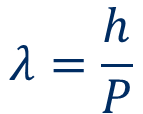 λ = h/P